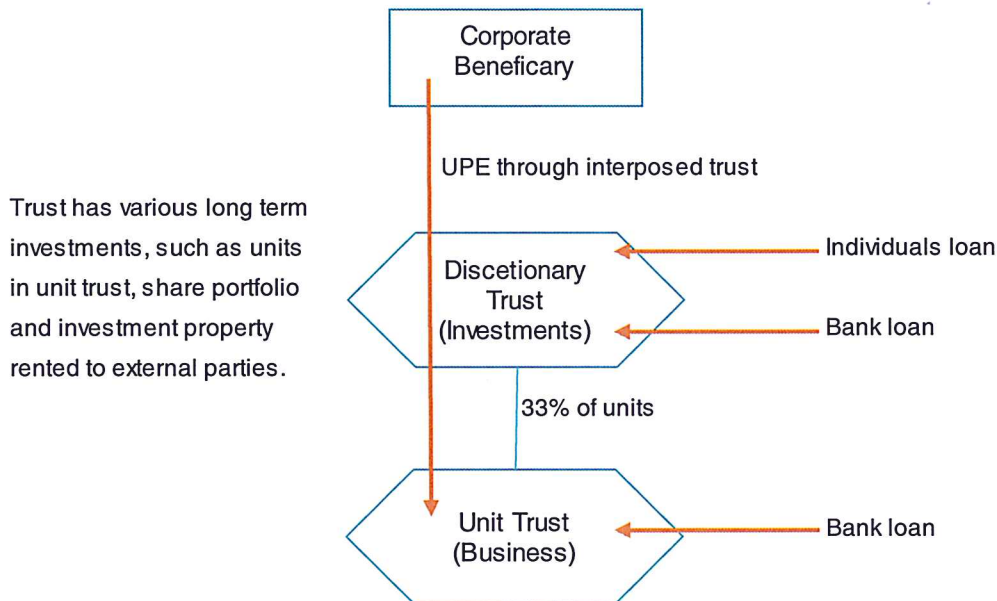 Corporate
Beneficary
UPE through interposed trust
Trust has various long term
investments, such as units
in unit trust, share portfolio
and investment property
rented to external parties.
Discetionary
Trust
(Investments)
Individuals loan
Bank loan
33% of units
Unit Trust
(Business)
Bank loan